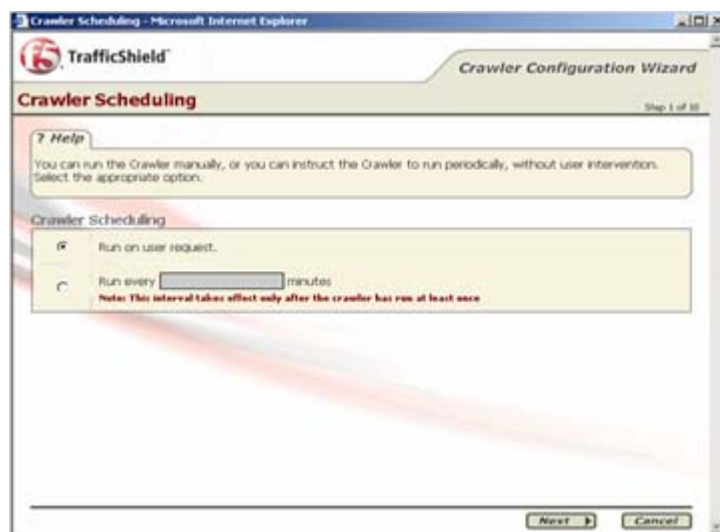 Crawler Scheduling - Microsoft Internet Explorer
f5 TrafficShield™
Crawler Configuration Wizard
Crawler Scheduling
Step 1 of 10
? Help
You can run the Crawler manually, or you can instruct the Crawler to run periodically, without user intervention.
Select the appropriate option.
Crawler Scheduling
Run on user request.
Run every minutes
Note: This interval takes effect only after the crawler has run at least once
Next
Cancel